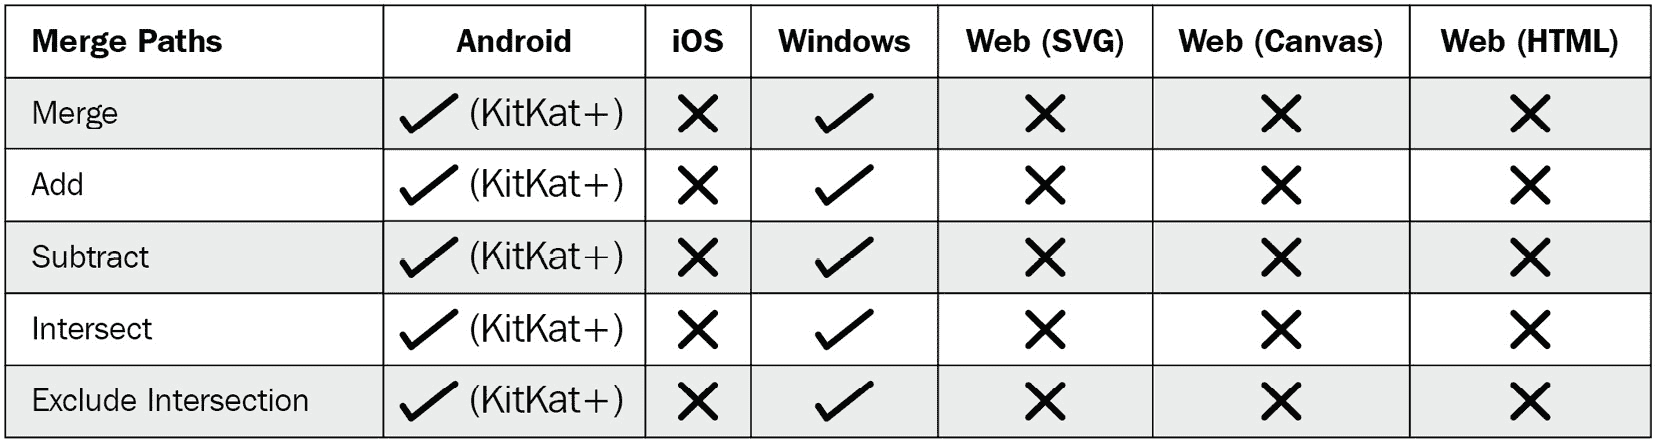 Merge Paths Android iOS Windows Web (SVG) Web (Canvas) Web (HTML)
Merge ✓ (KitKat+) ✕ ✓ ✕ ✕ ✕
Add ✓ (KitKat+) ✕ ✓ ✕ ✕ ✕
Subtract ✓ (KitKat+) ✕ ✓ ✕ ✕ ✕
Intersect ✓ (KitKat+) ✕ ✓ ✕ ✕ ✕
Exclude Intersection ✓ (KitKat+) ✕ ✓ ✕ ✕ ✕